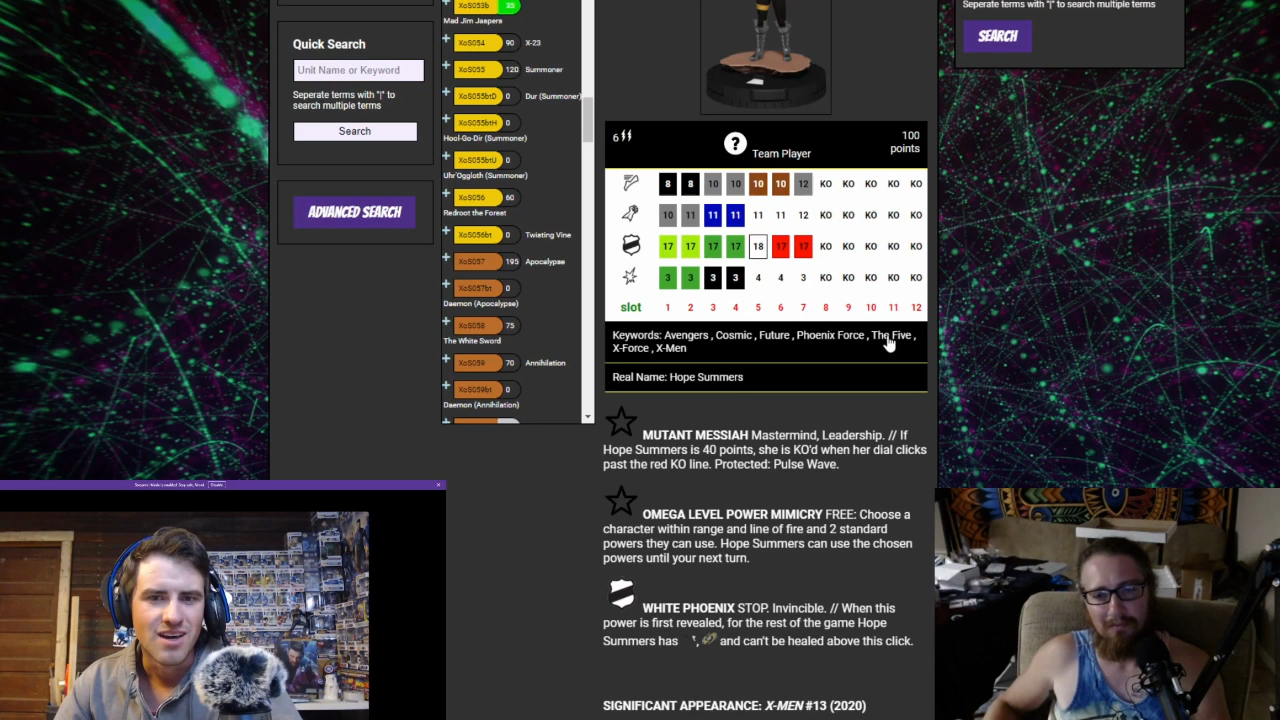 Seperate terms with "|" to search multiple terms
SEARCH
Quick Search
Unit Name or Keyword
Seperate terms with "|" to
search multiple terms
Search
ADVANCED SEARCH
XoS053b 35
Mad Jim Jaspers
XoS054 90 X-23
XoS055 120 Summoner
XoS055btD 0 Dur (Summoner)
XoS055btH 0
Hool-Go-Dir (Summoner)
XoS055btU 0
Uhr'Oggloth (Summoner)
XoS056 60
Redroot the Forest
XoS056bt 0 Twisting Vine
XoS057 195 Apocalypse
XoS057bt 0
Daemon (Apocalypse)
XoS058 75
The White Sword
XoS059 70 Annihilation
XoS059bt 0
Daemon (Annihilation)
6 ? Team Player 100 points
8 8 10 10 10 10 12 KO KO KO KO KO
10 11 11 11 11 11 12 KO KO KO KO KO
17 17 17 17 18 17 17 KO KO KO KO KO
3 3 3 3 4 4 3 KO KO KO KO KO
slot 1 2 3 4 5 6 7 8 9 10 11 12
Keywords: Avengers , Cosmic , Future , Phoenix Force , The Five ,
X-Force , X-Men
Real Name: Hope Summers
MUTANT MESSIAH Mastermind, Leadership. // If
Hope Summers is 40 points, she is KO'd when her dial clicks
past the red KO line. Protected: Pulse Wave.
OMEGA LEVEL POWER MIMICRY FREE: Choose a
character within range and line of fire and 2 standard
powers they can use. Hope Summers can use the chosen
powers until your next turn.
WHITE PHOENIX STOP. Invincible. // When this
power is first revealed, for the rest of the game Hope
Summers has , and can't be healed above this click.
SIGNIFICANT APPEARANCE: X-MEN #13 (2020)